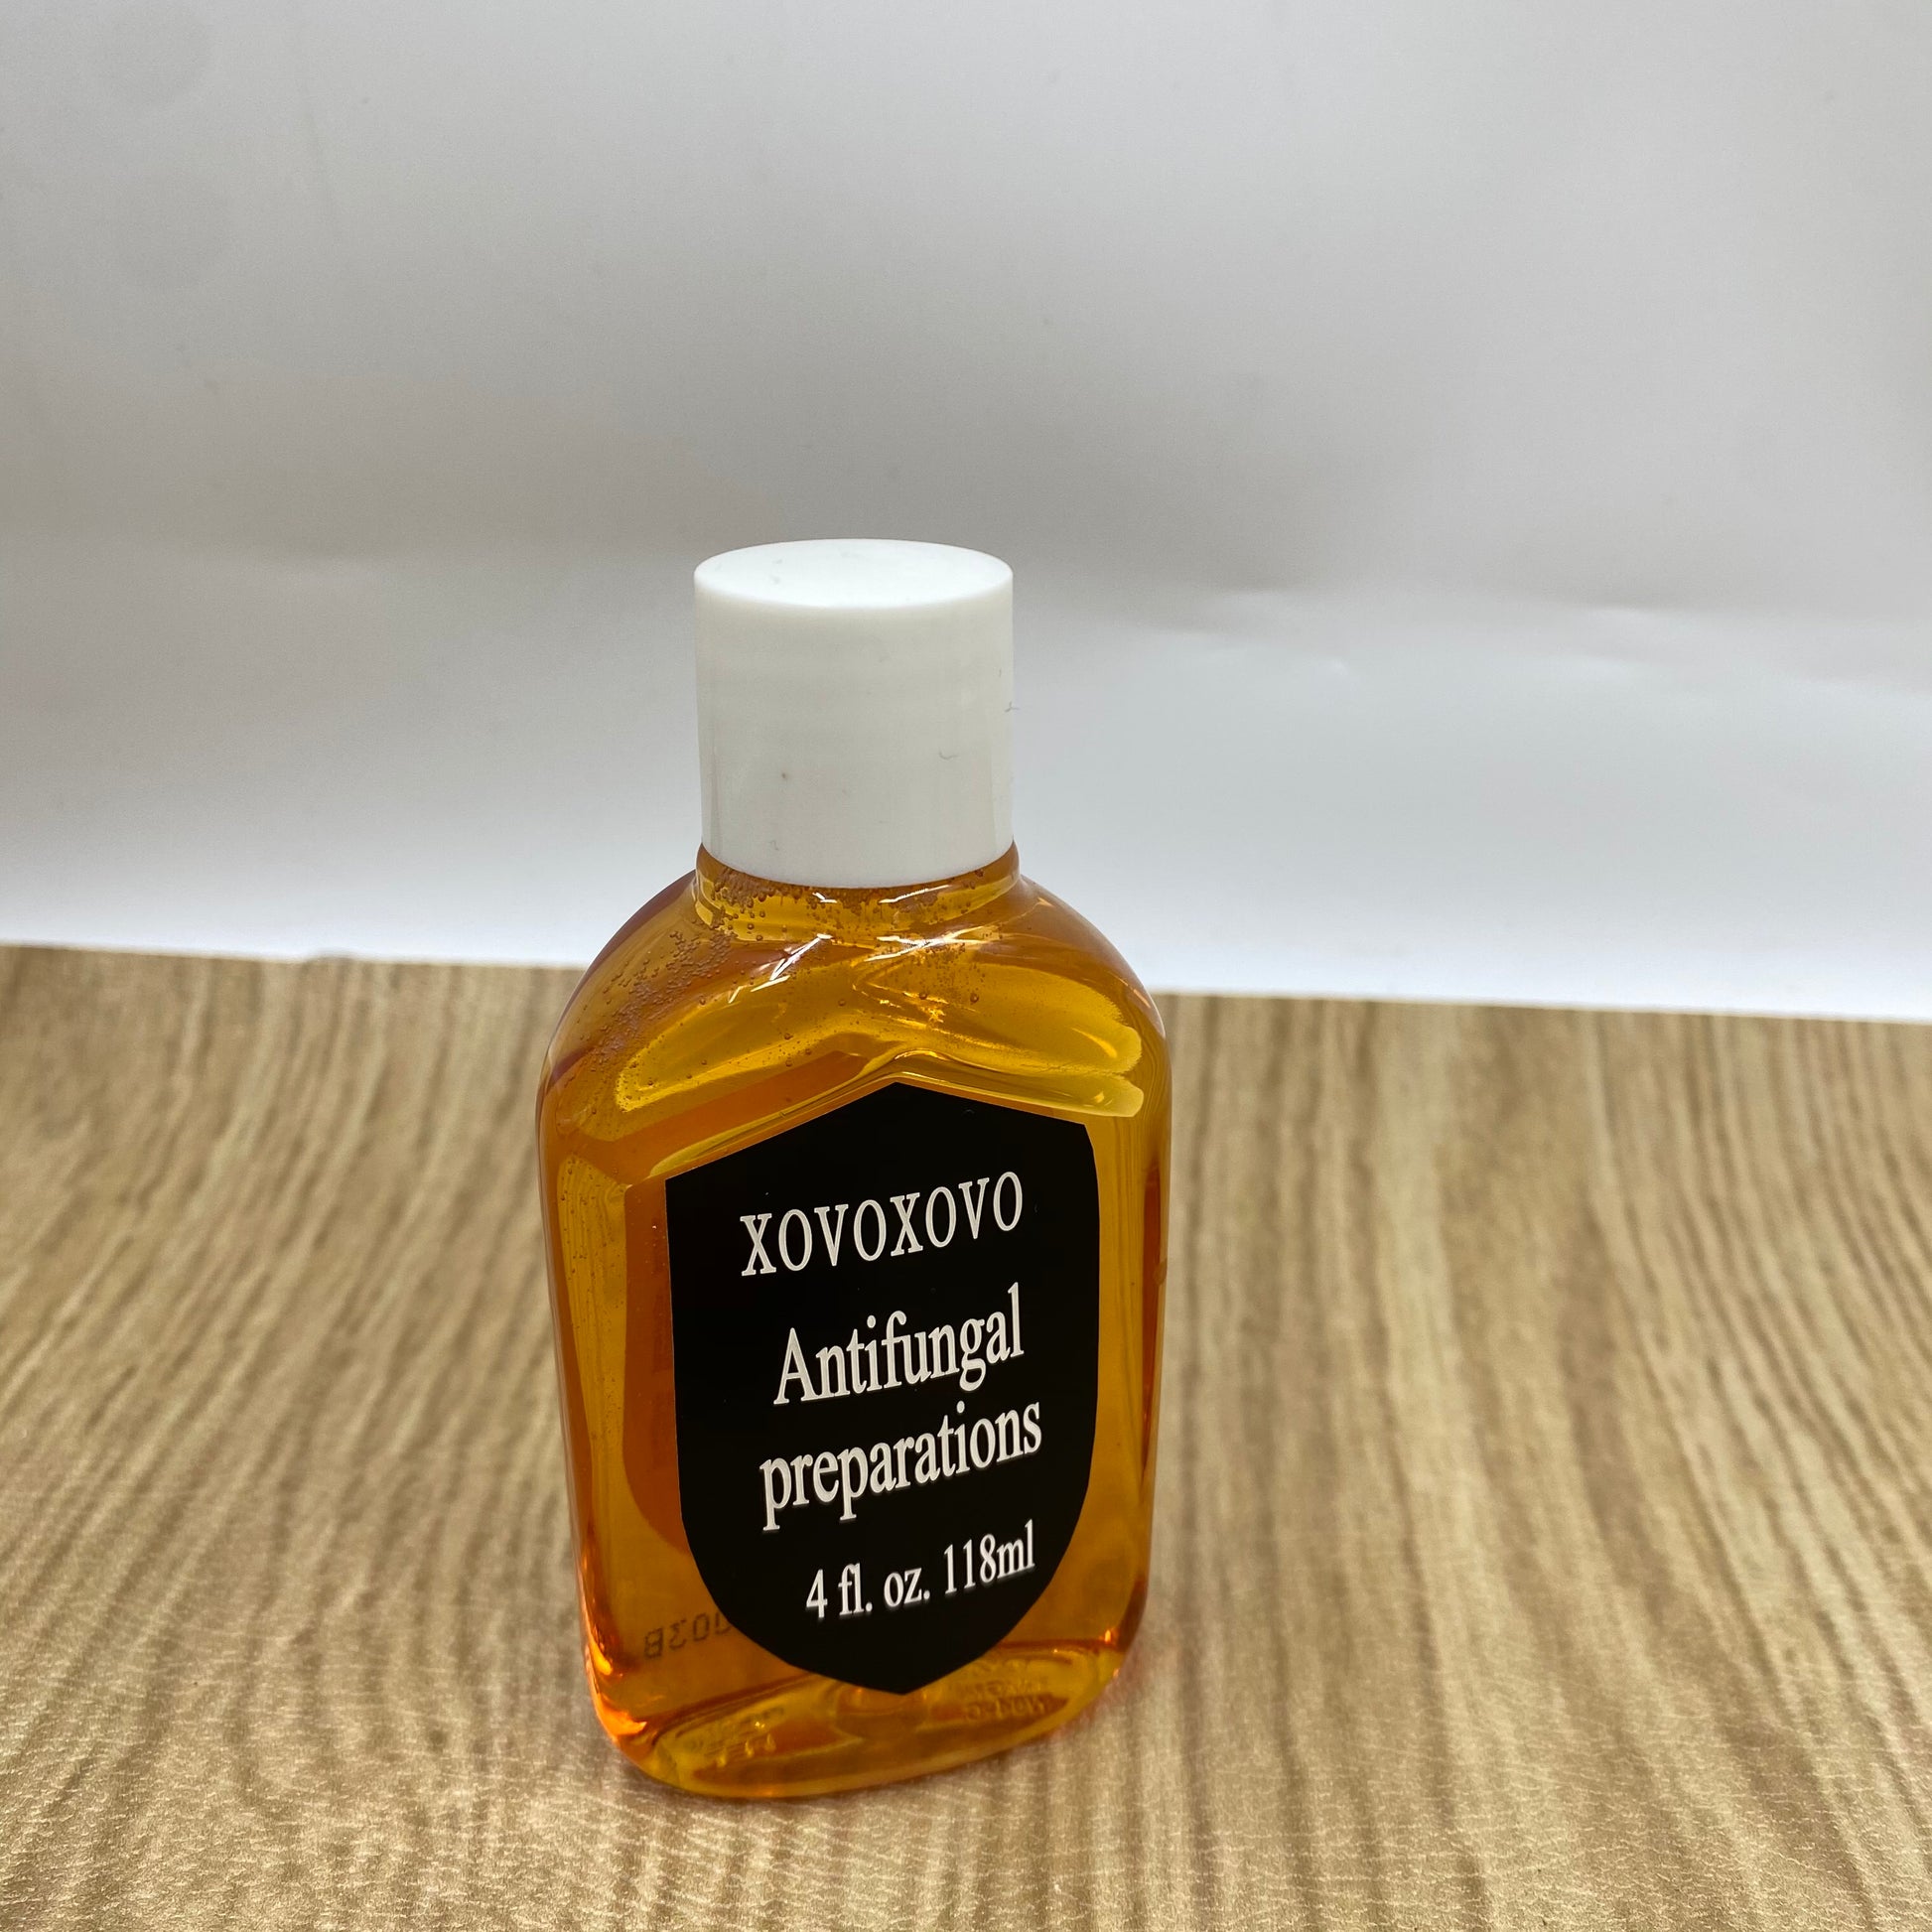 XOVOXOVO
Antifungal
preparations
4 fl. oz. 118ml